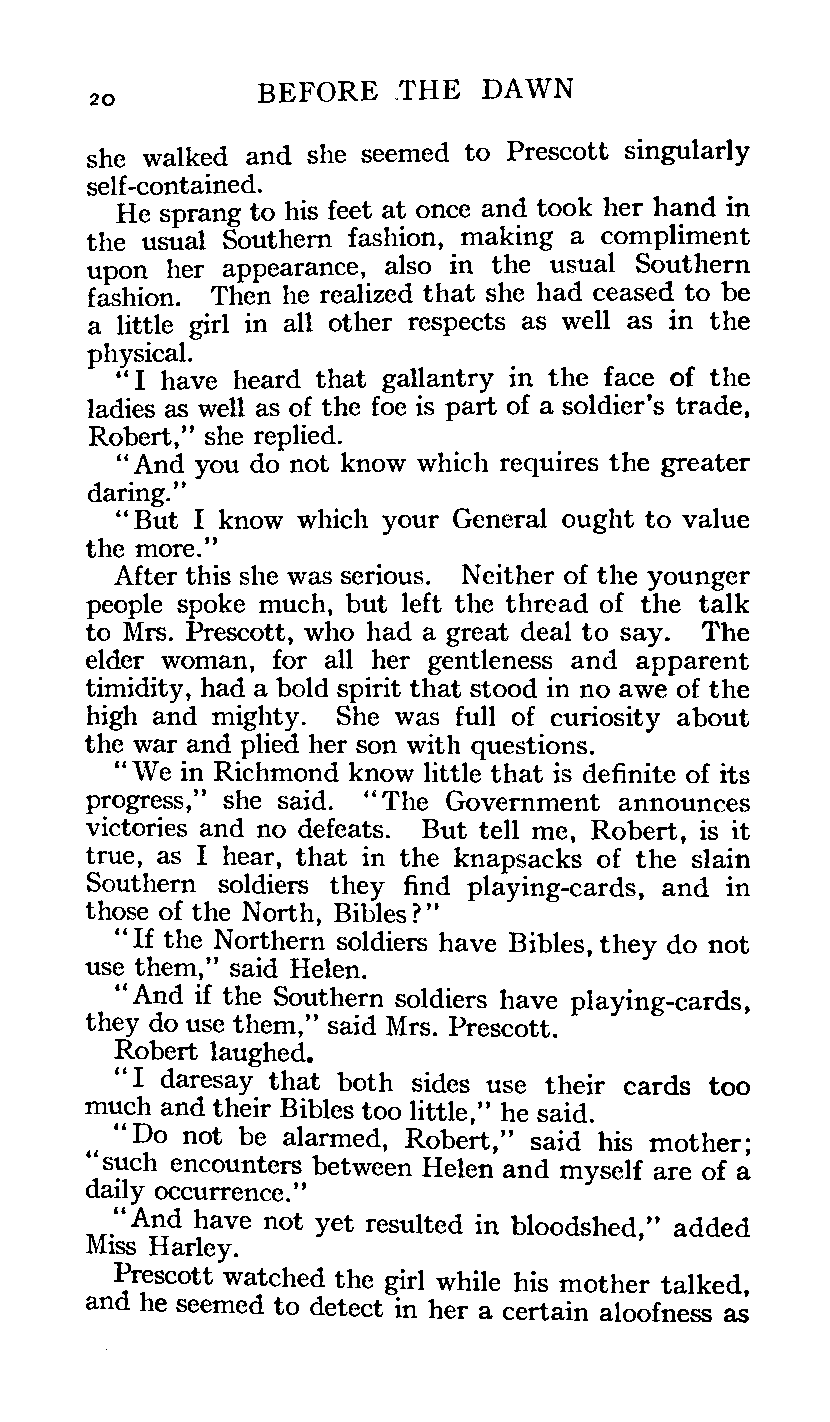 20 BEFORE THE DAWN
she walked and she seemed to Prescott singularly
self-contained.
He sprang to his feet at once and took her hand in
the usual Southern fashion, making a compliment
upon her appearance, also in the usual Southern
fashion. Then he realized that she had ceased to be
a little girl in all other respects as well as in the
physical.
"I have heard that gallantry in the face of the
ladies as well as of the foe is part of a soldier's trade,
Robert," she replied.
"And you do not know which requires the greater
daring."
"But I know which your General ought to value
the more."
After this she was serious. Neither of the younger
people spoke much, but left the thread of the talk
to Mrs. Prescott, who had a great deal to say. The
elder woman, for all her gentleness and apparent
timidity, had a bold spirit that stood in no awe of the
high and mighty. She was full of curiosity about
the war and plied her son with questions.
"We in Richmond know little that is definite of its
progress," she said. "The Government announces
victories and no defeats. But tell me, Robert, is it
true, as I hear, that in the knapsacks of the slain
Southern soldiers they find playing-cards, and in
those of the North, Bibles?"
"If the Northern soldiers have Bibles, they do not
use them," said Helen.
"And if the Southern soldiers have playing-cards,
they do use them," said Mrs. Prescott.
Robert laughed.
"I daresay that both sides use their cards too
much and their Bibles too little," he said.
"Do not be alarmed, Robert," said his mother;
"such encounters between Helen and myself are of a
daily occurrence."
"And have not yet resulted in bloodshed," added
Miss Harley.
Prescott watched the girl while his mother talked,
and he seemed to detect in her a certain aloofness as